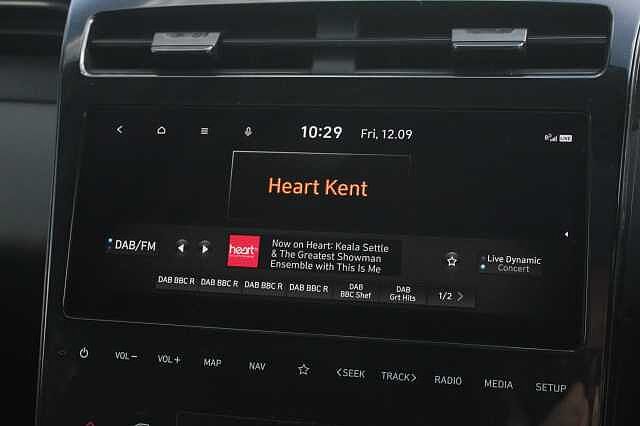 10:29 Fri, 12.09
LIVE
Heart Kent
DAB/FM
heart
Now on Heart: Keala Settle
& The Greatest Showman
Ensemble with This Is Me
Live Dynamic
Concert
DAB BBC R DAB BBC R DAB BBC R DAB BBC R DAB BBC Shef DAB Grt Hits 1/2 >
VOL− VOL+ MAP NAV <SEEK TRACK> RADIO MEDIA SETUP